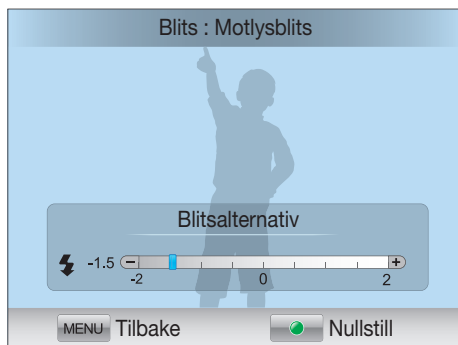 Blits : Motlysblits
Blitsalternativ
-1.5 − +
-2 0 2
MENU Tilbake Nullstill